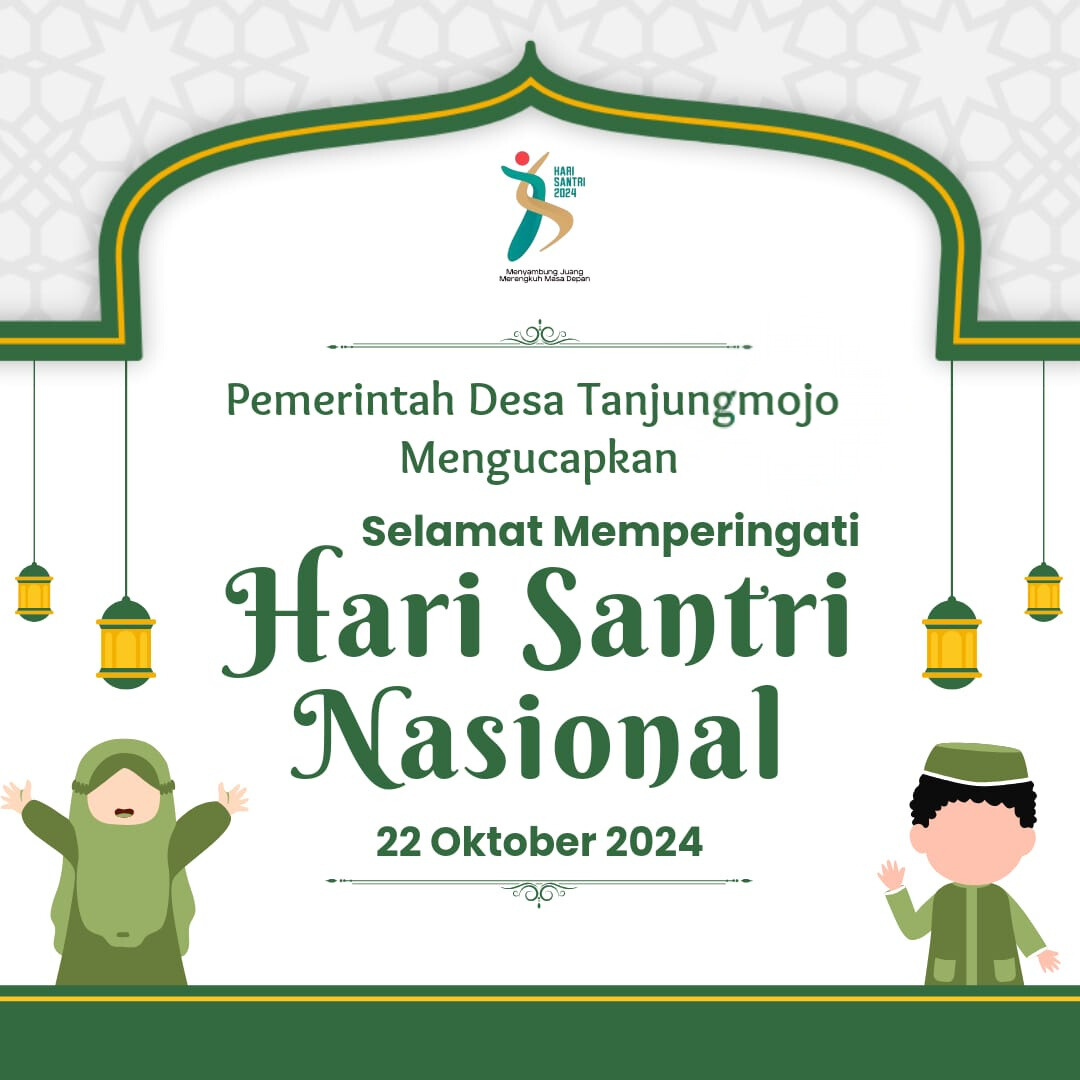 HARI
SANTRI
2024
Menyambung Juang
Merengkuh Masa Depan
Pemerintah Desa Tanjungmojo
Mengucapkan
Selamat Memperingati
Hari Santri
Nasional
22 Oktober 2024